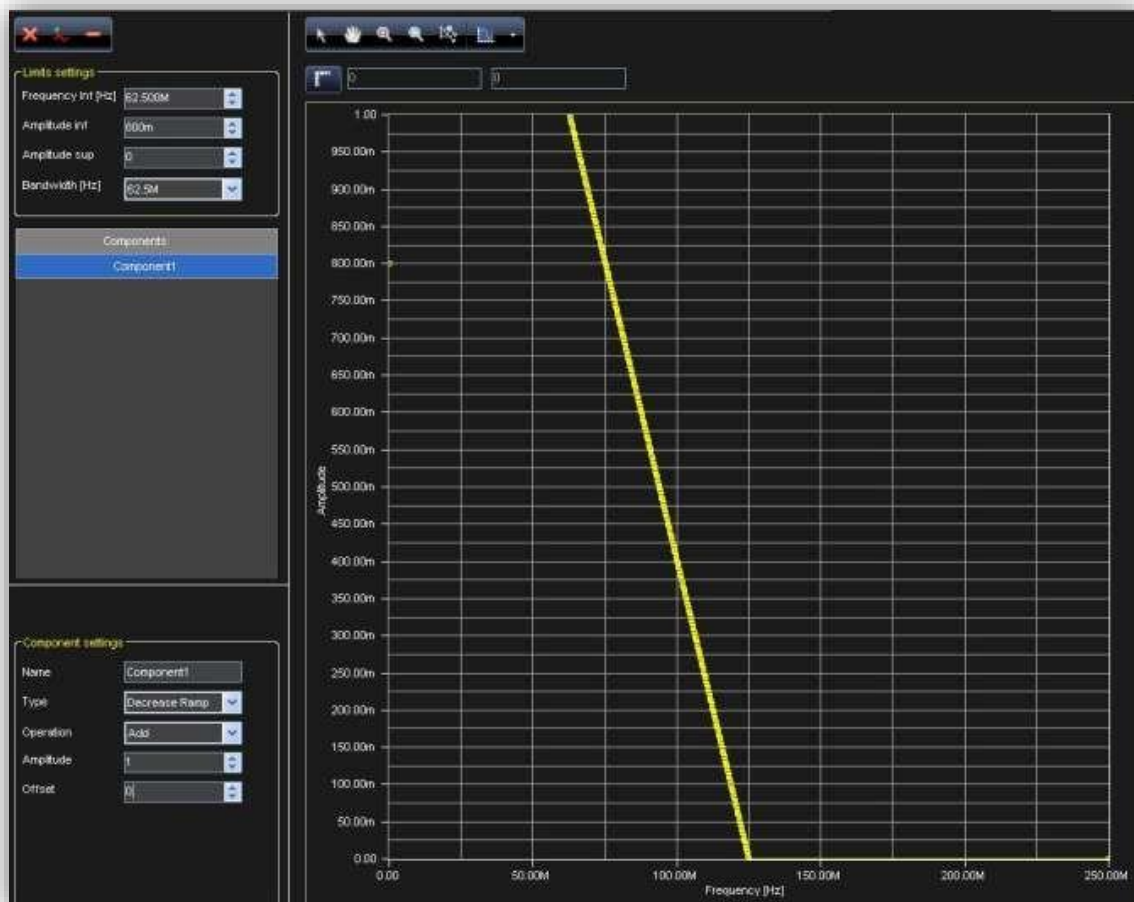 Limits settings
Frequency Inf [Hz] 62.500M
Amplitude inf 800m
Amplitude sup 0
Bandwidth [Hz] 62.5M
Components
Component1
Component settings
Name Component1
Type Decrease Ramp
Operation Add
Amplitude 1
Offset 0
0 0
1.00
950.00m
900.00m
850.00m
800.00m
750.00m
700.00m
650.00m
600.00m
550.00m
500.00m
450.00m
400.00m
350.00m
300.00m
250.00m
200.00m
150.00m
100.00m
50.00m
0.00
Amplitude
0.00 50.00M 100.00M 150.00M 200.00M 250.00M
Frequency [Hz]